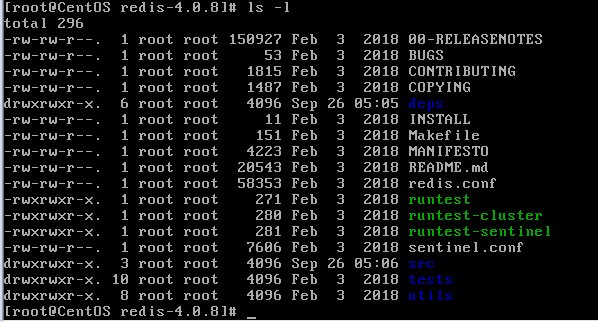 [root@CentOS redis-4.0.8]# ls -l
total 296
-rw-rw-r--. 1 root root 150927 Feb 3 2018 00-RELEASENOTES
-rw-rw-r--. 1 root root 53 Feb 3 2018 BUGS
-rw-rw-r--. 1 root root 1815 Feb 3 2018 CONTRIBUTING
-rw-rw-r--. 1 root root 1487 Feb 3 2018 COPYING
drwxrwxr-x. 6 root root 4096 Sep 26 05:05 deps
-rw-rw-r--. 1 root root 11 Feb 3 2018 INSTALL
-rw-rw-r--. 1 root root 151 Feb 3 2018 Makefile
-rw-rw-r--. 1 root root 4223 Feb 3 2018 MANIFESTO
-rw-rw-r--. 1 root root 20543 Feb 3 2018 README.md
-rw-rw-r--. 1 root root 58353 Feb 3 2018 redis.conf
-rwxrwxr-x. 1 root root 271 Feb 3 2018 runtest
-rwxrwxr-x. 1 root root 280 Feb 3 2018 runtest-cluster
-rwxrwxr-x. 1 root root 281 Feb 3 2018 runtest-sentinel
-rw-rw-r--. 1 root root 7606 Feb 3 2018 sentinel.conf
drwxrwxr-x. 3 root root 4096 Sep 26 05:06 src
drwxrwxr-x. 10 root root 4096 Feb 3 2018 tests
drwxrwxr-x. 8 root root 4096 Feb 3 2018 utils
[root@CentOS redis-4.0.8]# _